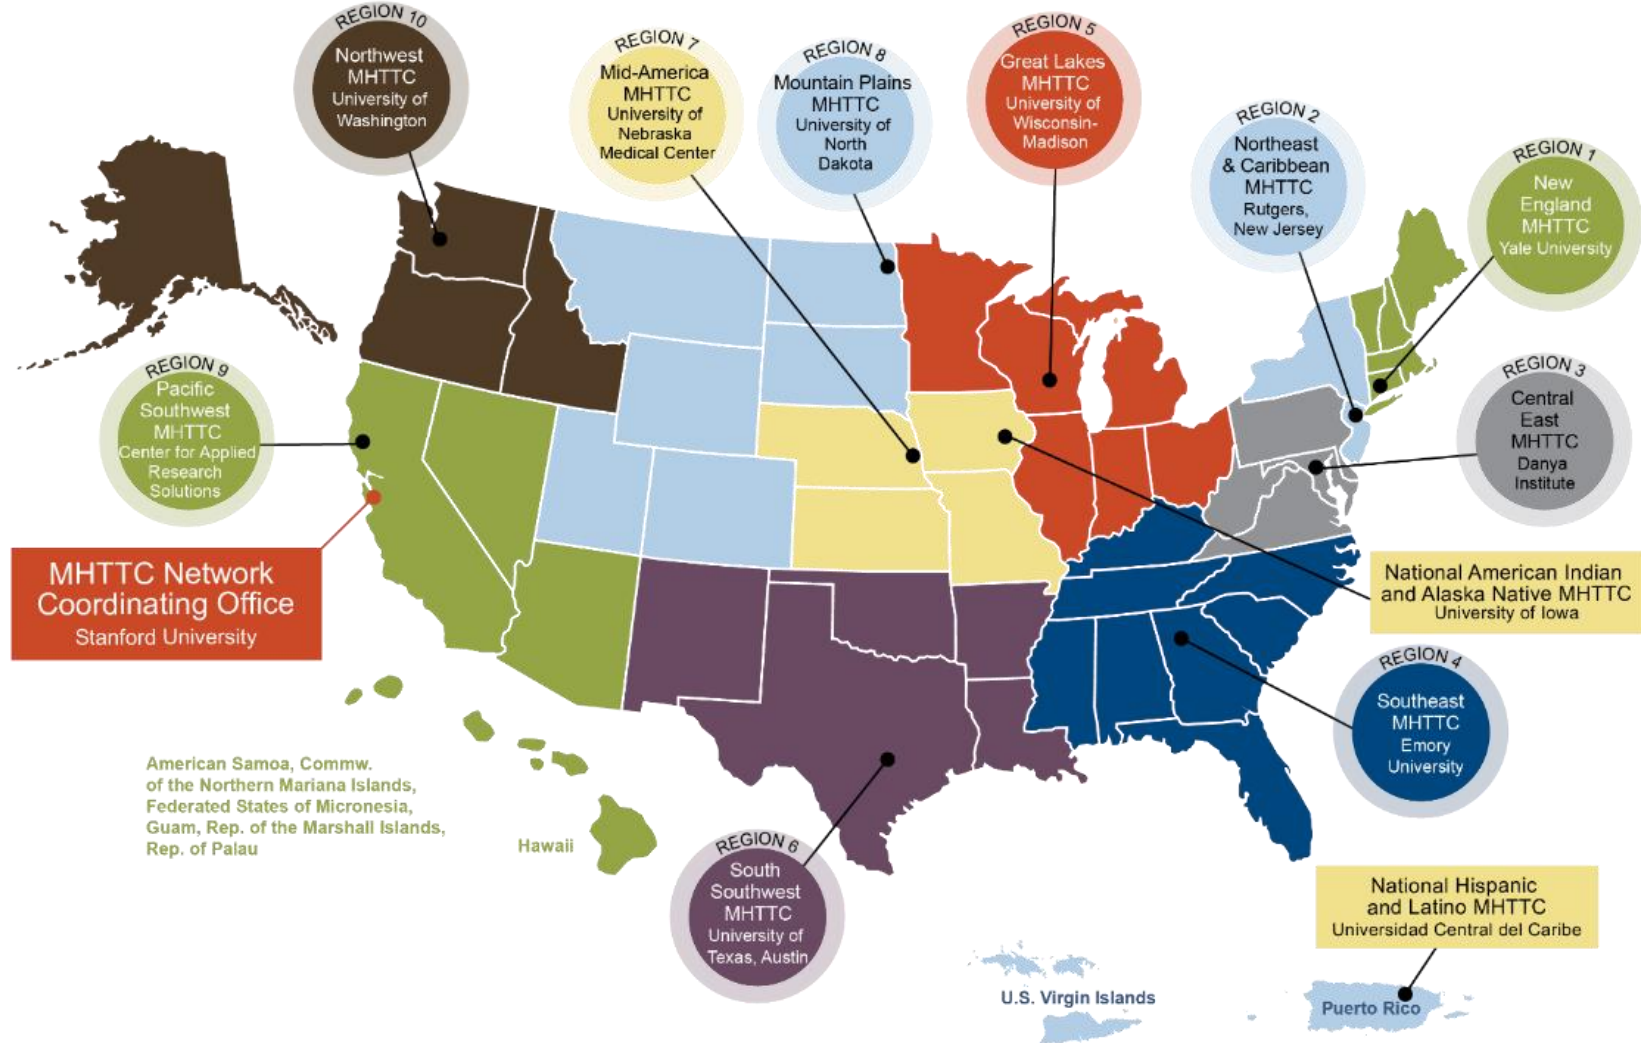 REGION 10
Northwest
MHTTC
University of
Washington
REGION 7
Mid-America
MHTTC
University of
Nebraska
Medical Center
REGION 8
Mountain Plains
MHTTC
University of
North
Dakota
REGION 5
Great Lakes
MHTTC
University of
Wisconsin-
Madison
REGION 2
Northeast
& Caribbean
MHTTC
Rutgers,
New Jersey
REGION 1
New
England
MHTTC
Yale University
REGION 9
Pacific
Southwest
MHTTC
Center for Applied
Research
Solutions
REGION 3
Central
East
MHTTC
Danya
Institute
MHTTC Network
Coordinating Office
Stanford University
National American Indian
and Alaska Native MHTTC
University of Iowa
REGION 4
Southeast
MHTTC
Emory
University
American Samoa, Commw.
of the Northern Mariana Islands,
Federated States of Micronesia,
Guam, Rep. of the Marshall Islands,
Rep. of Palau
Hawaii
REGION 6
South
Southwest
MHTTC
University of
Texas, Austin
National Hispanic
and Latino MHTTC
Universidad Central del Caribe
U.S. Virgin Islands
Puerto Rico